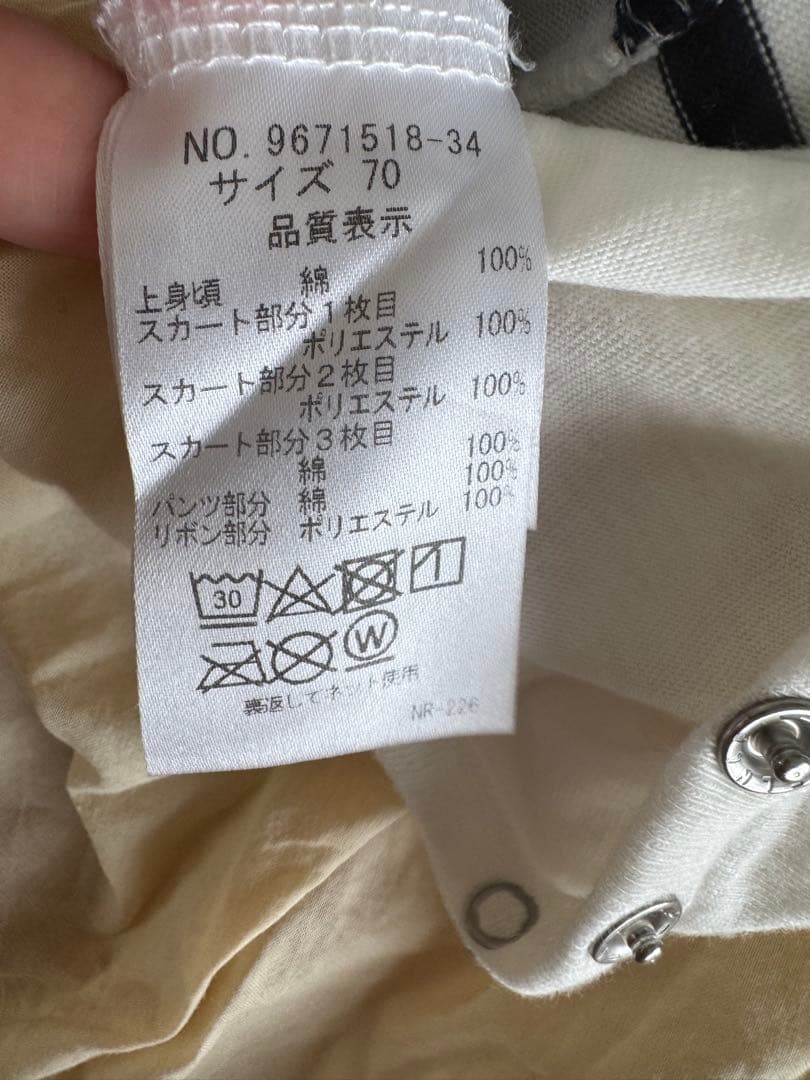 NO. 9671518-34
サイズ 70
品質表示
上身頃 綿 100%
スカート部分1枚目
ポリエステル 100%
スカート部分2枚目
ポリエステル 100%
スカート部分3枚目
綿 100%
パンツ部分 綿 100%
リボン部分 ポリエステル 100%
30
1
W
裏返してネット使用
NR-226